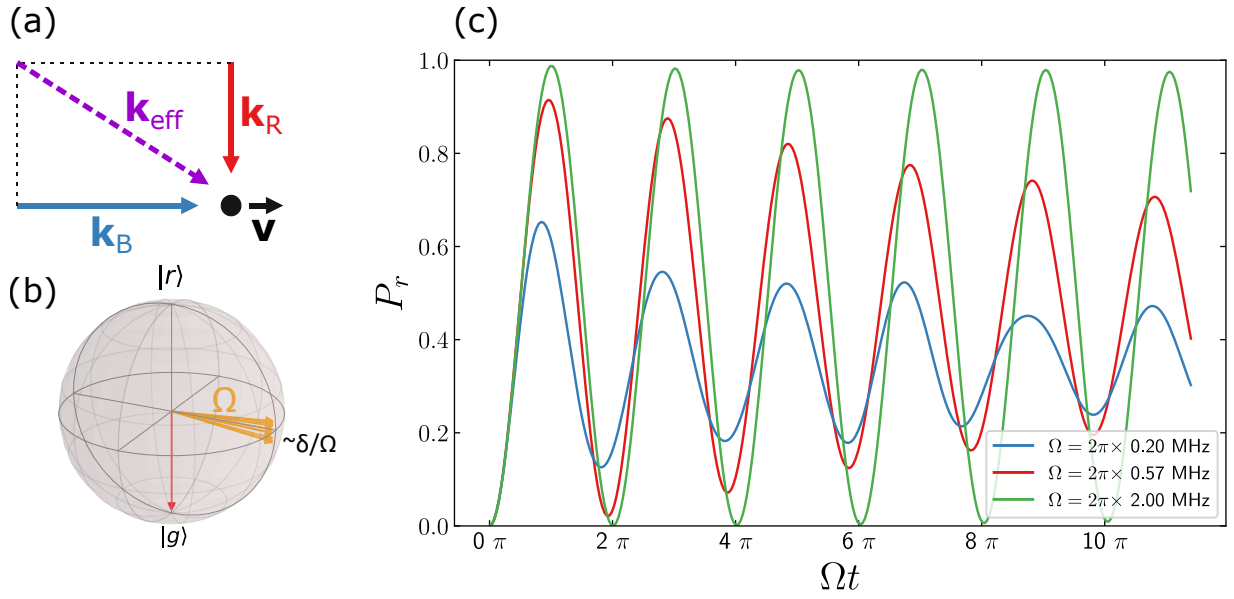 (a)
k_eff
k_R
k_B
v
(b)
|r⟩
Ω
~δ/Ω
|g⟩
(c)
P_r
1.0
0.8
0.6
0.4
0.2
0.0
0 π
2 π
4 π
6 π
8 π
10 π
Ωt
Ω = 2π× 0.20 MHz
Ω = 2π× 0.57 MHz
Ω = 2π× 2.00 MHz